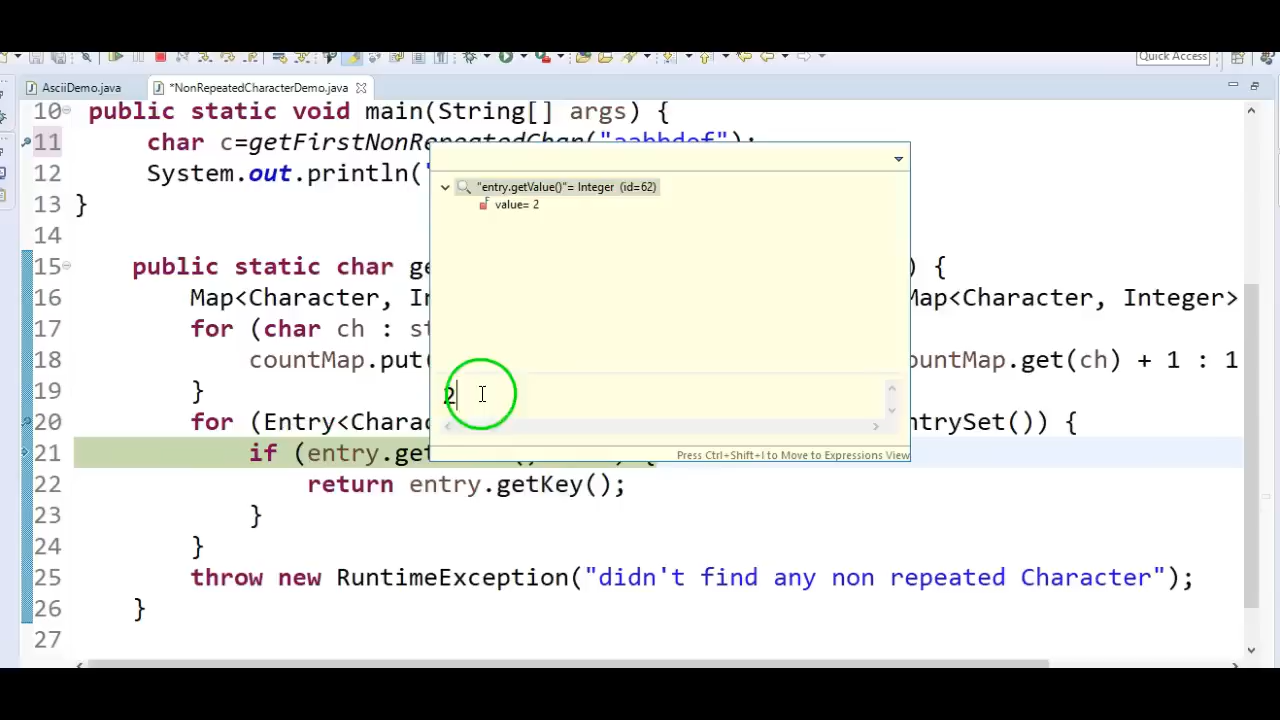 Quick Access
AsciiDemo.java
*NonRepeatedCharacterDemo.java
10 public static void main(String[] args) {
11 char c=getFirstNonRepeatedChar("aabbdef");
12 System.out.println("
13 }
14
15 public static char ge ) {
16 Map<Character, In Map<Character, Integer>
17 for (char ch : st
18 countMap.put( ountMap.get(ch) + 1 : 1
19 }
20 for (Entry<Chara ntrySet()) {
21 if (entry.get {
22 return entry.getKey();
23 }
24 }
25 throw new RuntimeException("didn't find any non repeated Character");
26 }
27
"entry.getValue()"= Integer (id=62)
value= 2
2
Press Ctrl+Shift+I to Move to Expressions View